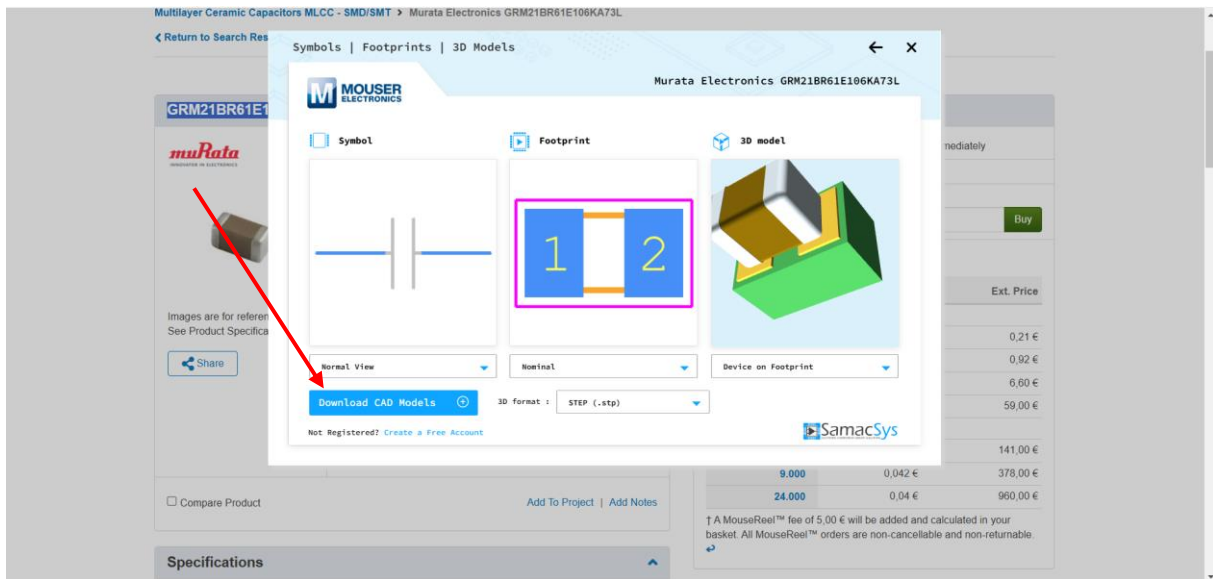 Multilayer Ceramic Capacitors MLCC - SMD/SMT > Murata Electronics GRM21BR61E106KA73L
Return to Search Res
Symbols | Footprints | 3D Models
MOUSER
ELECTRONICS
Murata Electronics GRM21BR61E106KA73L
GRM21BR61E1
Symbol
Footprint
3D model
mediately
muRata
INNOVATOR IN ELECTRONICS
Buy
1 2
Ext. Price
Images are for referen
See Product Specifica
0,21 €
Share
0,92 €
Normal View
Nominal
Device on Footprint
6,60 €
Download CAD Models
3D format :
STEP (.stp)
59,00 €
Not Registered? Create a Free Account
SamacSys
141,00 €
9.000 0,042 € 378,00 €
Compare Product
Add To Project | Add Notes
24.000 0,04 € 960,00 €
† A MouseReel™ fee of 5,00 € will be added and calculated in your
basket. All MouseReel™ orders are non-cancellable and non-returnable.
Specifications